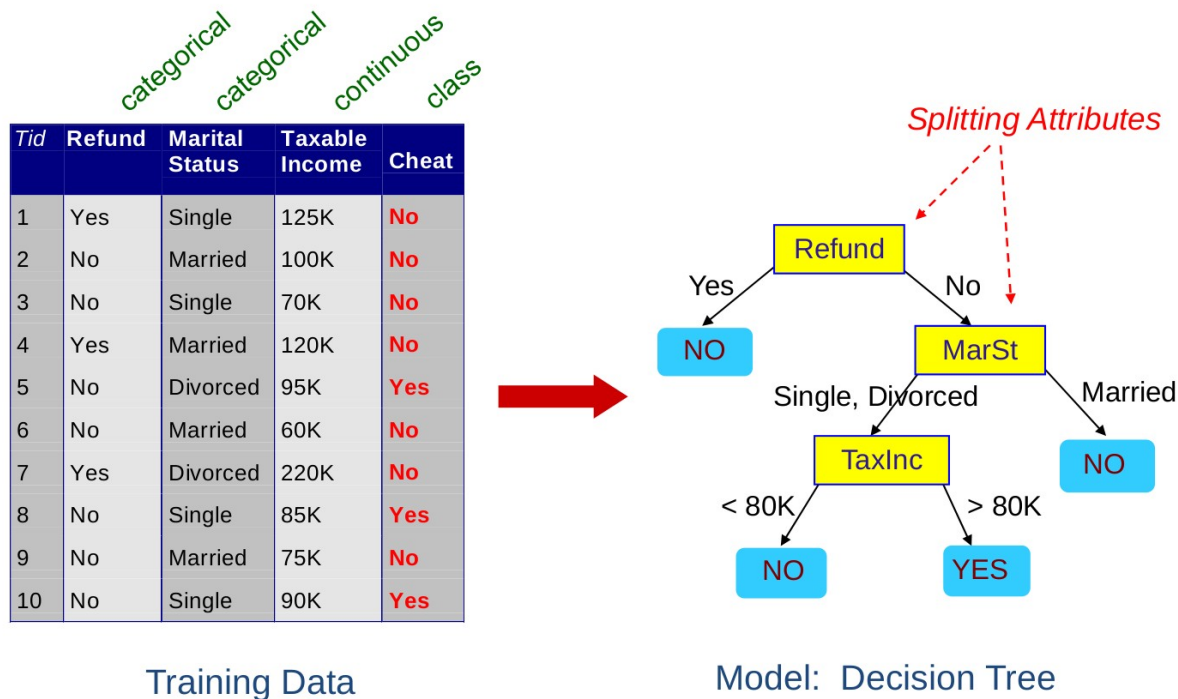 categorical
categorical
continuous
class
Tid Refund Marital Status Taxable Income Cheat
1 Yes Single 125K No
2 No Married 100K No
3 No Single 70K No
4 Yes Married 120K No
5 No Divorced 95K Yes
6 No Married 60K No
7 Yes Divorced 220K No
8 No Single 85K Yes
9 No Married 75K No
10 No Single 90K Yes
Training Data
Splitting Attributes
Refund
Yes No
NO MarSt
Single, Divorced Married
TaxInc NO
< 80K > 80K
NO YES
Model: Decision Tree